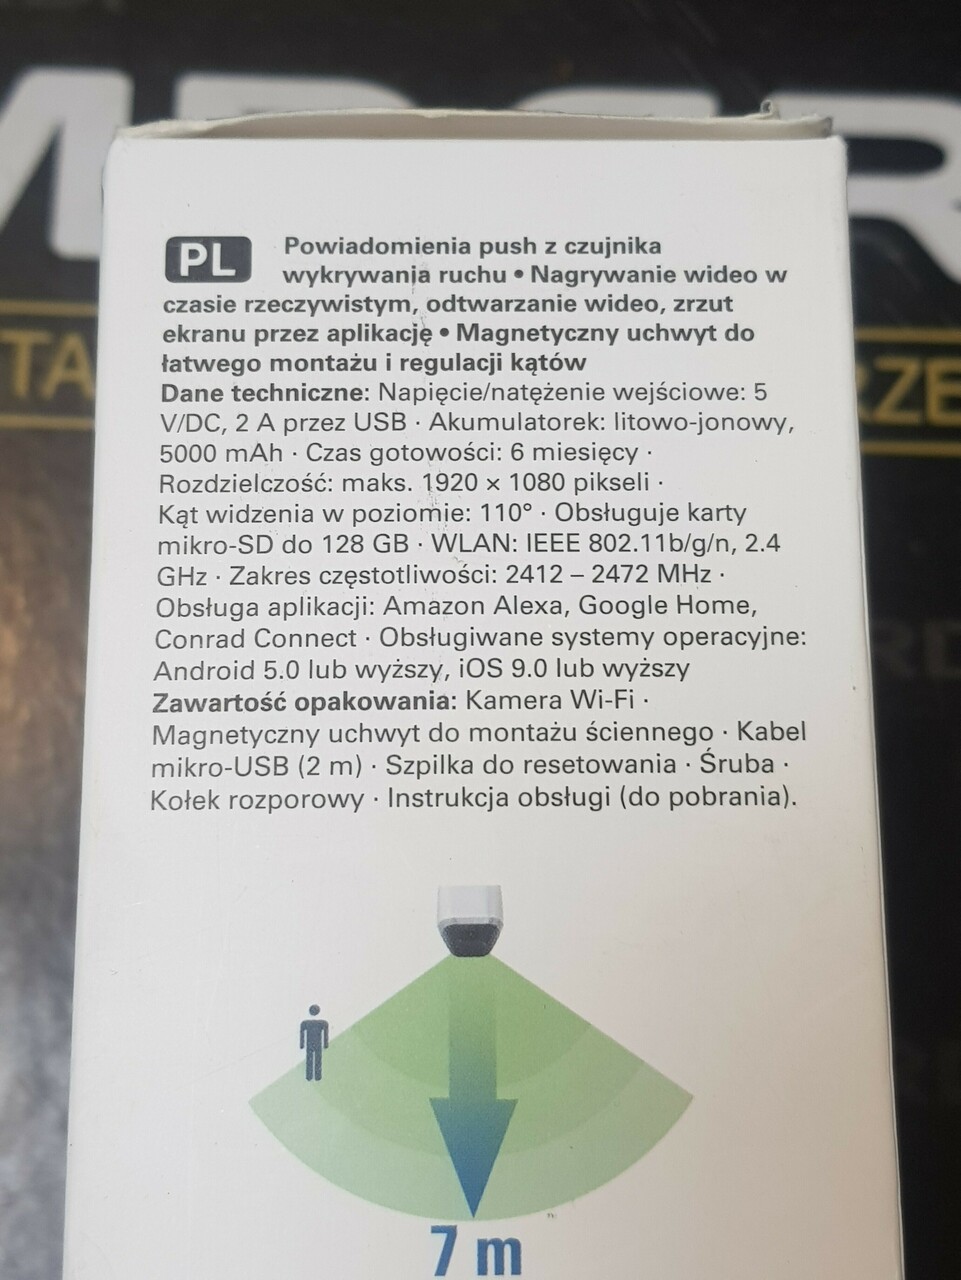 PL
Powiadomienia push z czujnika
wykrywania ruchu • Nagrywanie wideo w
czasie rzeczywistym, odtwarzanie wideo, zrzut
ekranu przez aplikację • Magnetyczny uchwyt do
łatwego montażu i regulacji kątów
Dane techniczne: Napięcie/natężenie wejściowe: 5
V/DC, 2 A przez USB · Akumulatorek: litowo-jonowy,
5000 mAh · Czas gotowości: 6 miesięcy ·
Rozdzielczość: maks. 1920 × 1080 pikseli ·
Kąt widzenia w poziomie: 110° · Obsługuje karty
mikro-SD do 128 GB · WLAN: IEEE 802.11b/g/n, 2.4
GHz · Zakres częstotliwości: 2412 – 2472 MHz ·
Obsługa aplikacji: Amazon Alexa, Google Home,
Conrad Connect · Obsługiwane systemy operacyjne:
Android 5.0 lub wyższy, iOS 9.0 lub wyższy
Zawartość opakowania: Kamera Wi-Fi ·
Magnetyczny uchwyt do montażu ściennego · Kabel
mikro-USB (2 m) · Szpilka do resetowania · Śruba ·
Kołek rozporowy · Instrukcja obsługi (do pobrania).
7 m